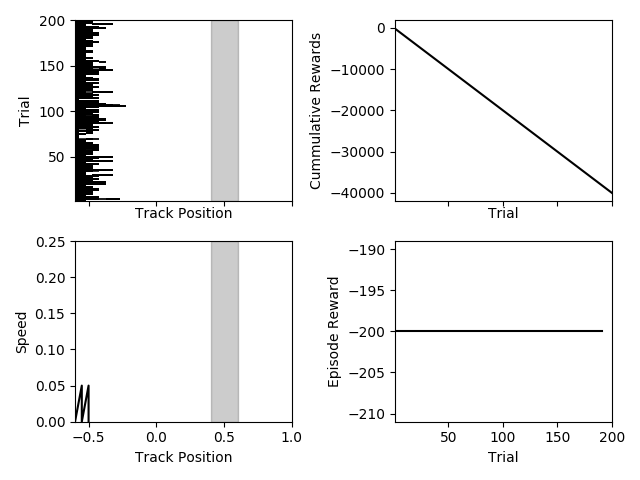 200
150
100
50
Trial
Track Position
0
−10000
−20000
−30000
−40000
Cummulative Rewards
Trial
0.25
0.20
0.15
0.10
0.05
0.00
Speed
−0.5 0.0 0.5 1.0
Track Position
−190
−195
−200
−205
−210
Episode Reward
50 100 150 200
Trial